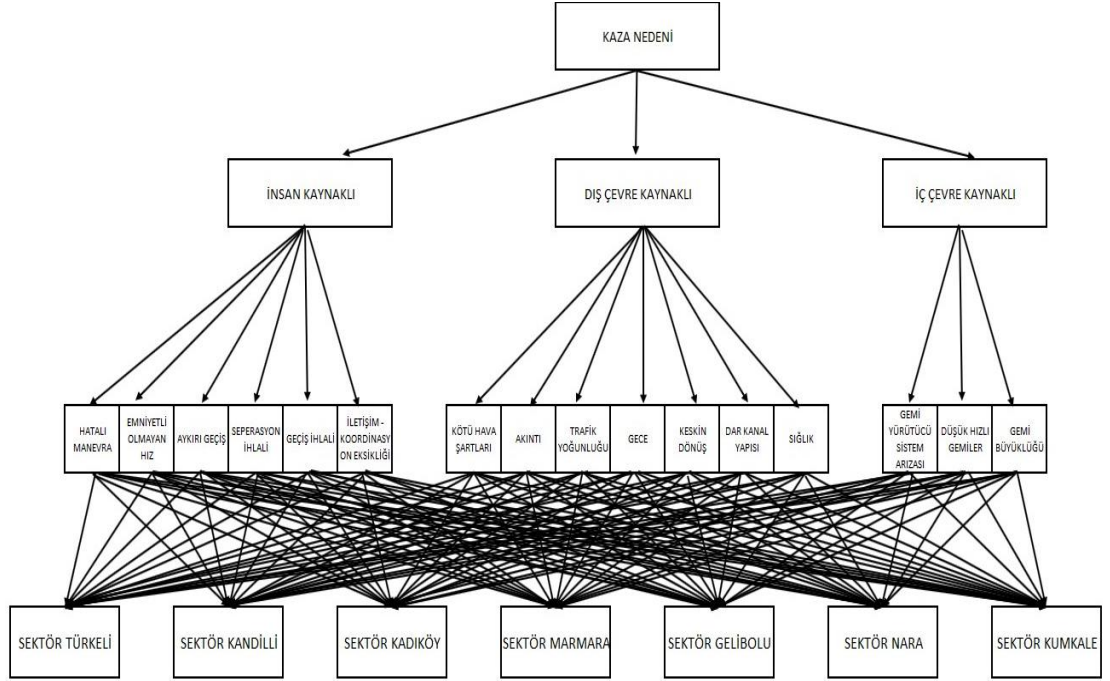 KAZA NEDENİ
İNSAN KAYNAKLI
DIŞ ÇEVRE KAYNAKLI
İÇ ÇEVRE KAYNAKLI
HATALI
MANEVRA
EMNİYETLİ
OLMAYAN
HIZ
AYKIRI GEÇİŞ
SEPERASYON
İHLALİ
GEÇİŞ İHLALİ
İLETİŞİM -
KOORDİNASY
ON EKSİKLİĞİ
KÖTÜ HAVA
ŞARTLARI
AKINTI
TRAFİK
YOĞUNLUĞU
GECE
KESKİN
DÖNÜŞ
DAR KANAL
YAPISI
SIĞLIK
GEMİ
YÜRÜTÜCÜ
SİSTEM
ARIZASI
DÜŞÜK HIZLI
GEMİLER
GEMİ
BÜYÜKLÜĞÜ
SEKTÖR TÜRKELİ
SEKTÖR KANDİLLİ
SEKTÖR KADIKÖY
SEKTÖR MARMARA
SEKTÖR GELİBOLU
SEKTÖR NARA
SEKTÖR KUMKALE